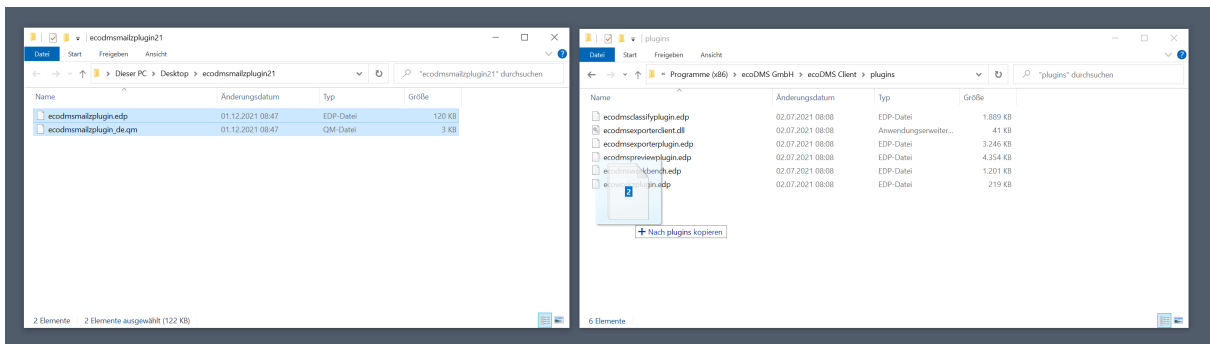 ecodmsmailzplugin21
Datei Start Freigeben Ansicht
Dieser PC > Desktop > ecodmsmailzplugin21
"ecodmsmailzplugin21" durchsuchen
Name Änderungsdatum Typ Größe
ecodmsmailzplugin.edp 01.12.2021 08:47 EDP-Datei 120 KB
ecodmsmailzplugin_de.qm 01.12.2021 08:47 QM-Datei 3 KB
2 Elemente 2 Elemente ausgewählt (122 KB)
plugins
Datei Start Freigeben Ansicht
« Programme (x86) > ecoDMS GmbH > ecoDMS Client > plugins
"plugins" durchsuchen
Name Änderungsdatum Typ Größe
ecodmsclassifyplugin.edp 02.07.2021 08:08 EDP-Datei 1.889 KB
ecodmsexporterclient.dll 02.07.2021 08:08 Anwendungserweiter... 41 KB
ecodmsexporterplugin.edp 02.07.2021 08:08 EDP-Datei 3.246 KB
ecodmspreviewplugin.edp 02.07.2021 08:08 EDP-Datei 4.354 KB
02.07.2021 08:08 EDP-Datei 1.201 KB
02.07.2021 08:08 EDP-Datei 219 KB
2
Nach plugins kopieren
6 Elemente